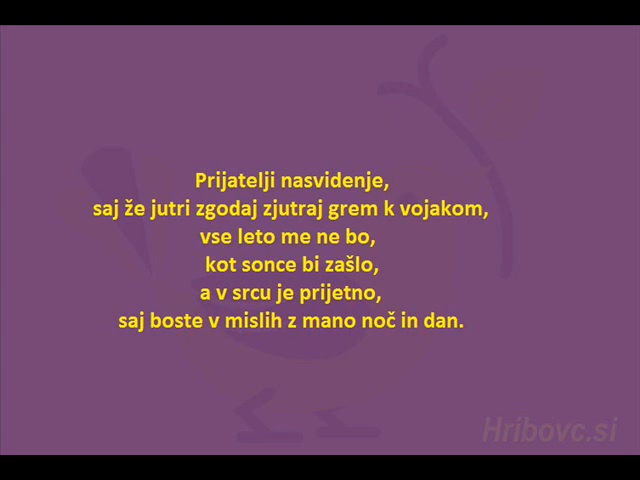 Prijatelji nasvidenje,
saj že jutri zgodaj zjutraj grem k vojakom,
vse leto me ne bo,
kot sonce bi zašlo,
a v srcu je prijetno,
saj boste v mislih z mano noč in dan.
Hribovc.si